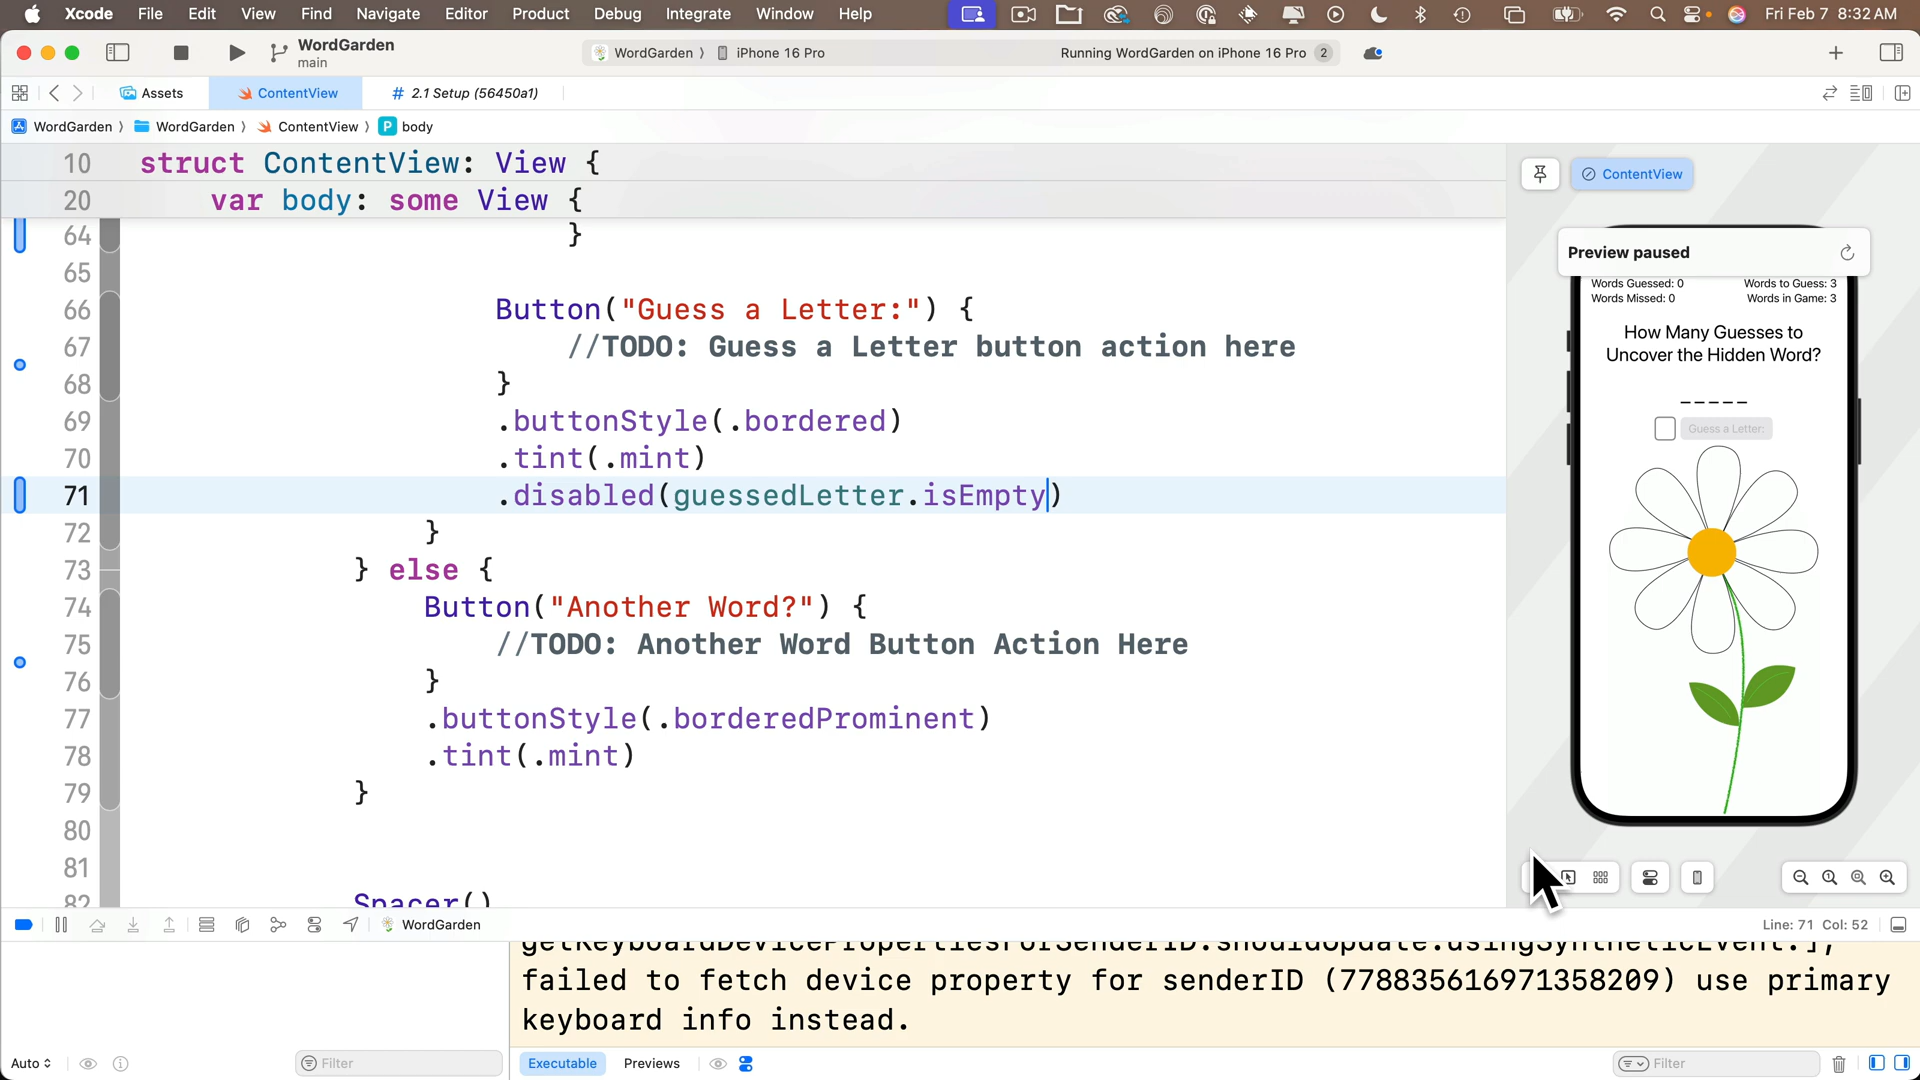 Xcode File Edit View Find Navigate Editor Product Debug Integrate Window Help Fri Feb 7 8:32 AM
WordGarden
main
WordGarden 〉 iPhone 16 Pro Running WordGarden on iPhone 16 Pro 2
Assets ContentView # 2.1 Setup (56450a1)
WordGarden 〉 WordGarden 〉 ContentView 〉 P body
10 struct ContentView: View {
20 var body: some View {
64 }
65
66 Button("Guess a Letter:") {
67 //TODO: Guess a Letter button action here
68 }
69 .buttonStyle(.bordered)
70 .tint(.mint)
71 .disabled(guessedLetter.isEmpty)
72 }
73 } else {
74 Button("Another Word?") {
75 //TODO: Another Word Button Action Here
76 }
77 .buttonStyle(.borderedProminent)
78 .tint(.mint)
79 }
80
81
82 Spacer()
ContentView
Preview paused
Words Guessed: 0 Words to Guess: 3
Words Missed: 0 Words in Game: 3
How Many Guesses to
Uncover the Hidden Word?
_ _ _ _ _
Guess a Letter:
WordGarden Line: 71 Col: 52
getKeyboardDevicePropertiesForSenderID:shouldUpdate:usingSyntheticEvent:],
failed to fetch device property for senderID (778835616971358209) use primary
keyboard info instead.
Auto Filter Executable Previews Filter